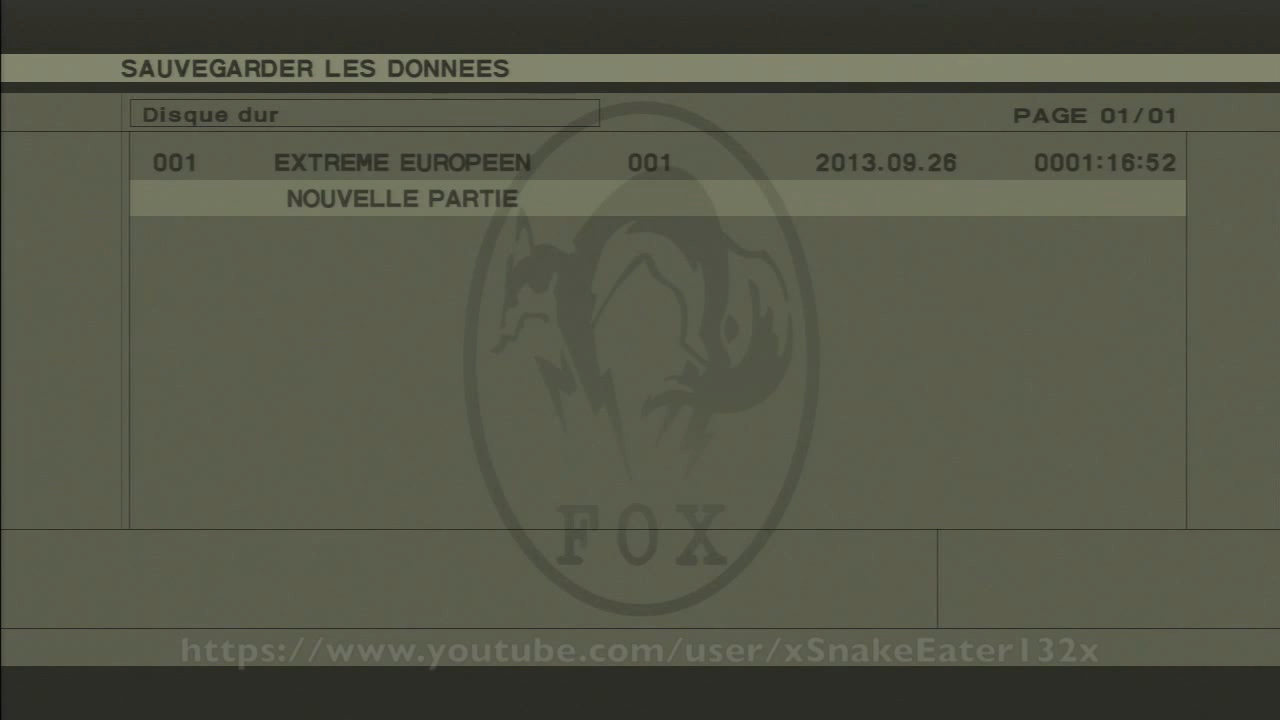 SAUVEGARDER LES DONNEES
Disque dur PAGE 01/01
001 EXTREME EUROPEEN 001 2013.09.26 0001:16:52
NOUVELLE PARTIE
FOX
https://www.youtube.com/user/xSnakeEater132x